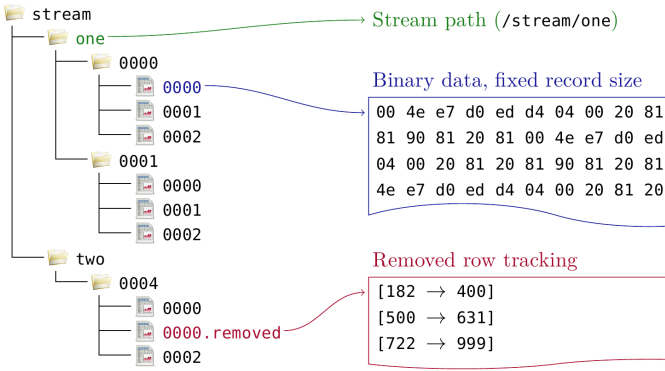 stream
one
0000
0000
0001
0002
0001
0000
0001
0002
two
0004
0000
0000.removed
0002
Stream path (/stream/one)
Binary data, fixed record size
00 4e e7 d0 ed d4 04 00 20 81
81 90 81 20 81 00 4e e7 d0 ed
04 00 20 81 20 81 90 81 20 81
4e e7 d0 ed d4 04 00 20 81 20
Removed row tracking
[182 → 400]
[500 → 631]
[722 → 999]